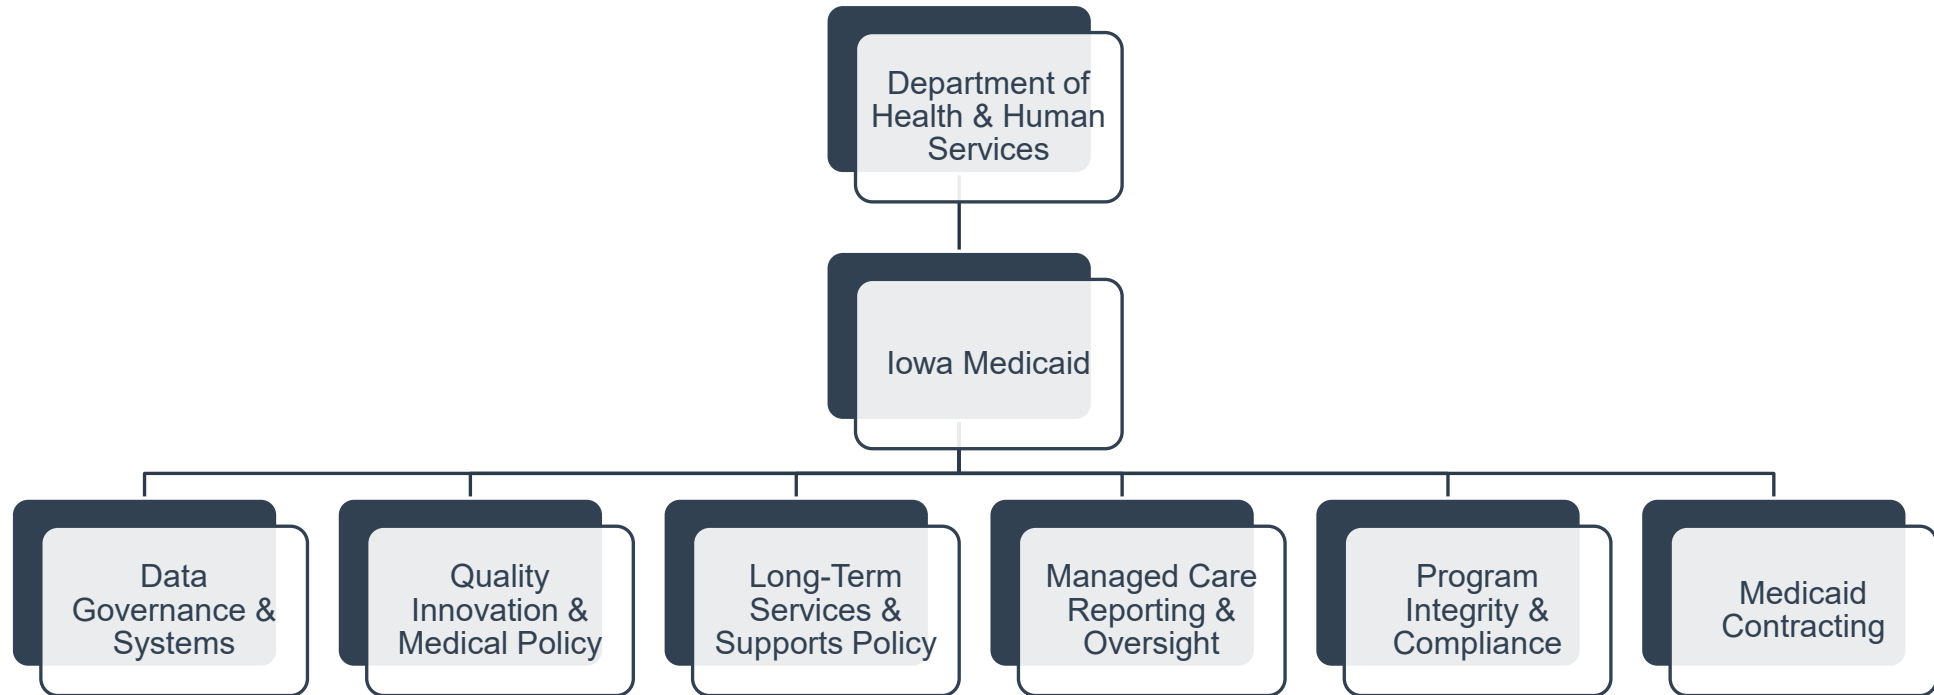 Department of
Health & Human
Services
Iowa Medicaid
Data
Governance &
Systems
Quality
Innovation &
Medical Policy
Long-Term
Services &
Supports Policy
Managed Care
Reporting &
Oversight
Program
Integrity &
Compliance
Medicaid
Contracting